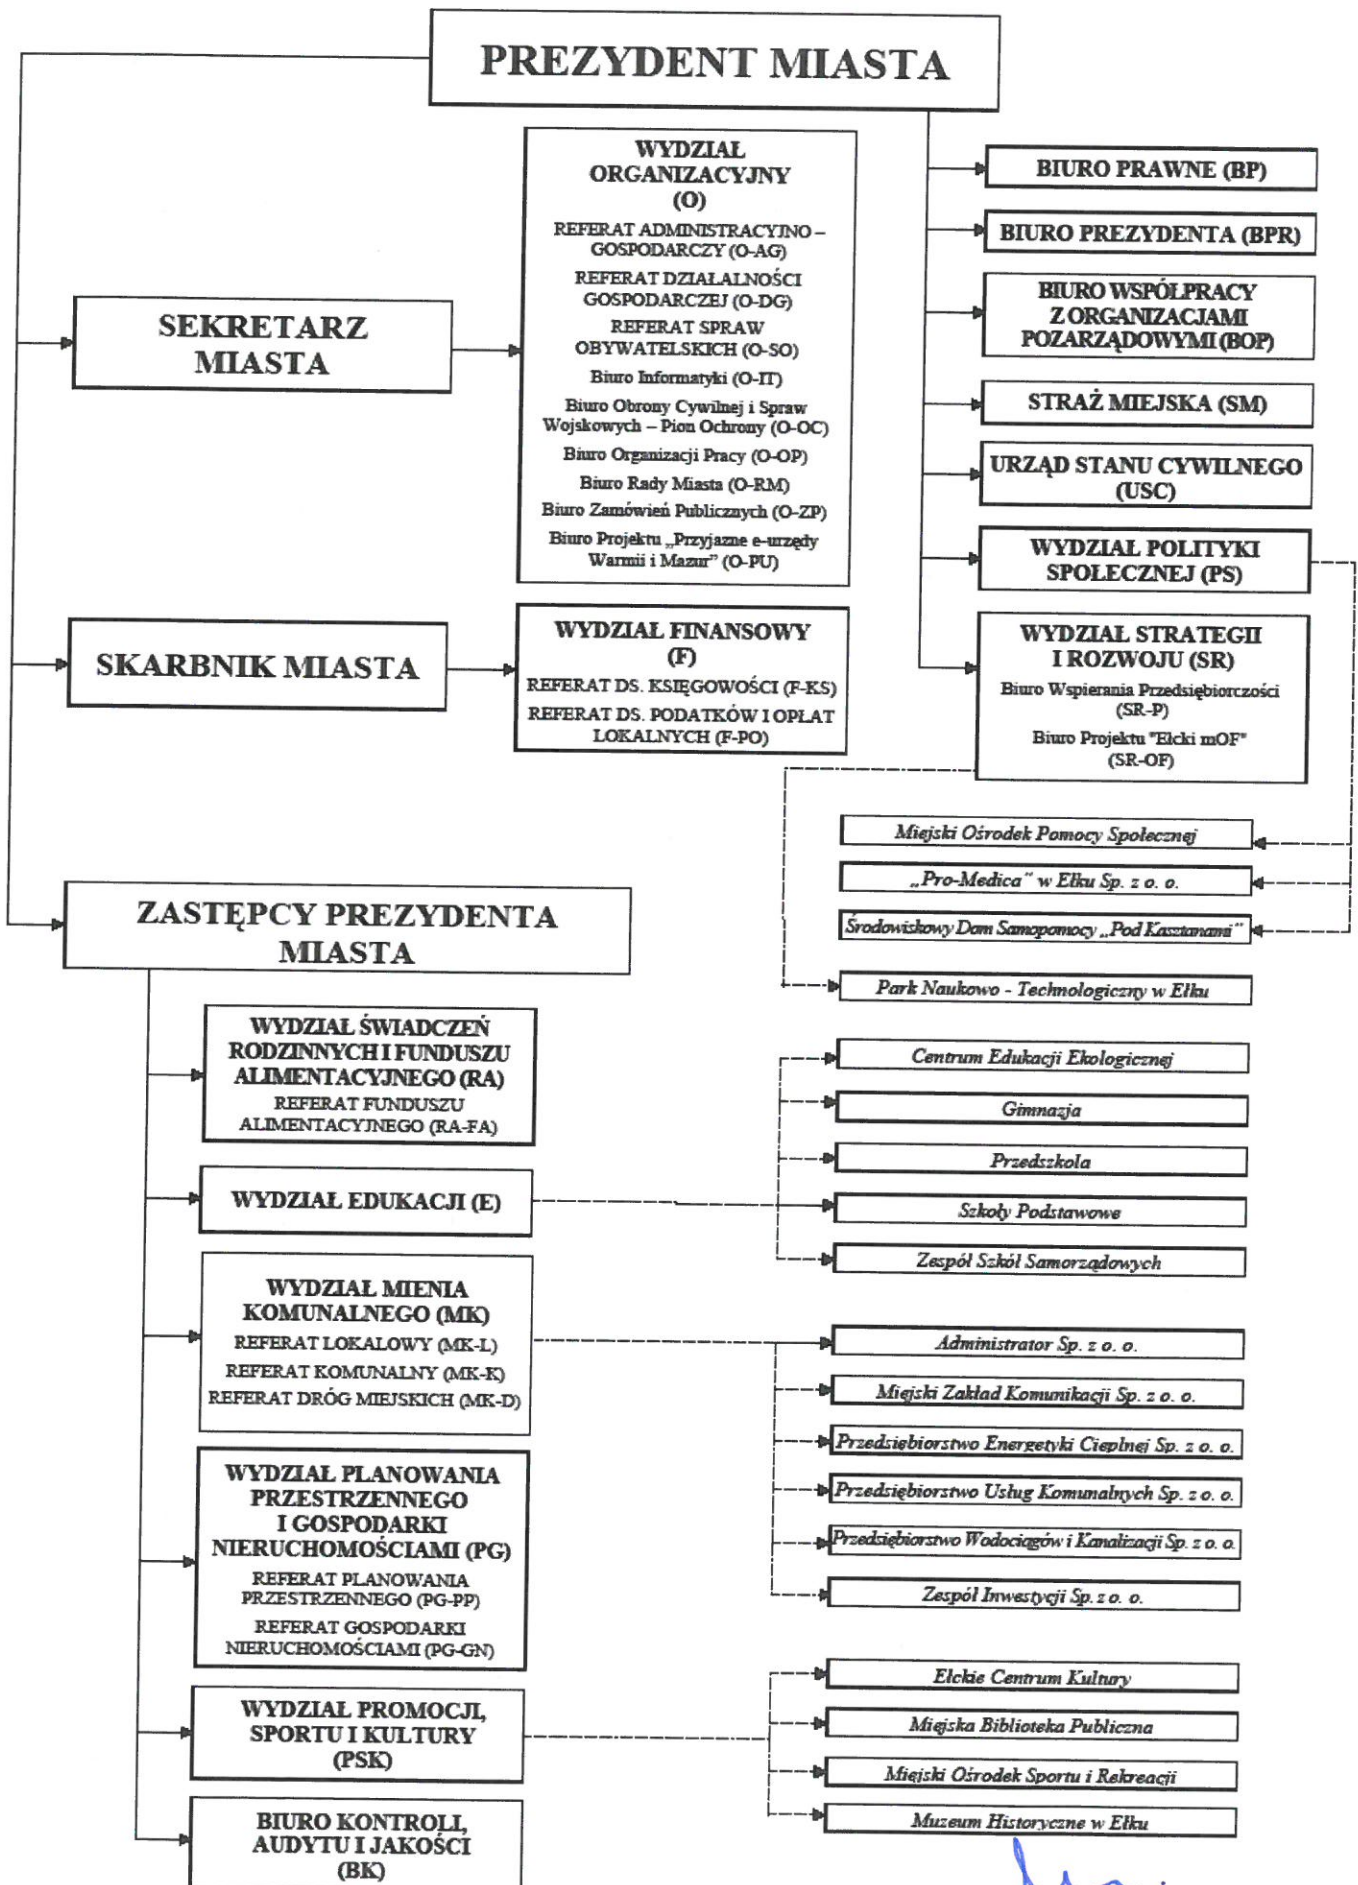 PREZYDENT MIASTA
WYDZIAŁ
ORGANIZACYJNY
(O)
REFERAT ADMINISTRACYJNO –
GOSPODARCZY (O-AG)
REFERAT DZIAŁALNOŚCI
GOSPODARCZEJ (O-DG)
REFERAT SPRAW
OBYWATELSKICH (O-SO)
Biuro Informatyki (O-IT)
Biuro Obrony Cywilnej i Spraw
Wojskowych – Pion Ochrony (O-OC)
Biuro Organizacji Pracy (O-OP)
Biuro Rady Miasta (O-RM)
Biuro Zamówień Publicznych (O-ZP)
Biuro Projektu „Przyjazne e-urzędy
Warmii i Mazur” (O-PU)
BIURO PRAWNE (BP)
BIURO PREZYDENTA (BPR)
BIURO WSPÓŁPRACY
Z ORGANIZACJAMI
POZARZĄDOWYMI (BOP)
STRAŻ MIEJSKA (SM)
URZĄD STANU CYWILNEGO
(USC)
WYDZIAŁ POLITYKI
SPOŁECZNEJ (PS)
WYDZIAŁ STRATEGII
I ROZWOJU (SR)
Biuro Wspierania Przedsiębiorczości
(SR-P)
Biuro Projektu "Ełcki mOF"
(SR-OF)
SEKRETARZ
MIASTA
SKARBNIK MIASTA
WYDZIAŁ FINANSOWY
(F)
REFERAT DS. KSIĘGOWOŚCI (F-KS)
REFERAT DS. PODATKÓW I OPŁAT
LOKALNYCH (F-PO)
Miejski Ośrodek Pomocy Społecznej
„Pro-Medica” w Ełku Sp. z o. o.
Środowiskowy Dom Samopomocy „Pod Kasztanami”
Park Naukowo - Technologiczny w Ełku
ZASTĘPCY PREZYDENTA
MIASTA
WYDZIAŁ ŚWIADCZEŃ
RODZINNYCH I FUNDUSZU
ALIMENTACYJNEGO (RA)
REFERAT FUNDUSZU
ALIMENTACYJNEGO (RA-FA)
WYDZIAŁ EDUKACJI (E)
Centrum Edukacji Ekologicznej
Gimnazja
Przedszkola
Szkoły Podstawowe
Zespół Szkół Samorządowych
WYDZIAŁ MIENIA
KOMUNALNEGO (MK)
REFERAT LOKALOWY (MK-L)
REFERAT KOMUNALNY (MK-K)
REFERAT DRÓG MIEJSKICH (MK-D)
Administrator Sp. z o. o.
Miejski Zakład Komunikacji Sp. z o. o.
Przedsiębiorstwo Energetyki Cieplnej Sp. z o. o.
Przedsiębiorstwo Usług Komunalnych Sp. z o. o.
Przedsiębiorstwo Wodociągów i Kanalizacji Sp. z o. o.
Zespół Inwestycji Sp. z o. o.
WYDZIAŁ PLANOWANIA
PRZESTRZENNEGO
I GOSPODARKI
NIERUCHOMOŚCIAMI (PG)
REFERAT PLANOWANIA
PRZESTRZENNEGO (PG-PP)
REFERAT GOSPODARKI
NIERUCHOMOŚCIAMI (PG-GN)
WYDZIAŁ PROMOCJI,
SPORTU I KULTURY
(PSK)
Ełckie Centrum Kultury
Miejska Biblioteka Publiczna
Miejski Ośrodek Sportu i Rekreacji
Muzeum Historyczne w Ełku
BIURO KONTROLI,
AUDYTU I JAKOŚCI
(BK)